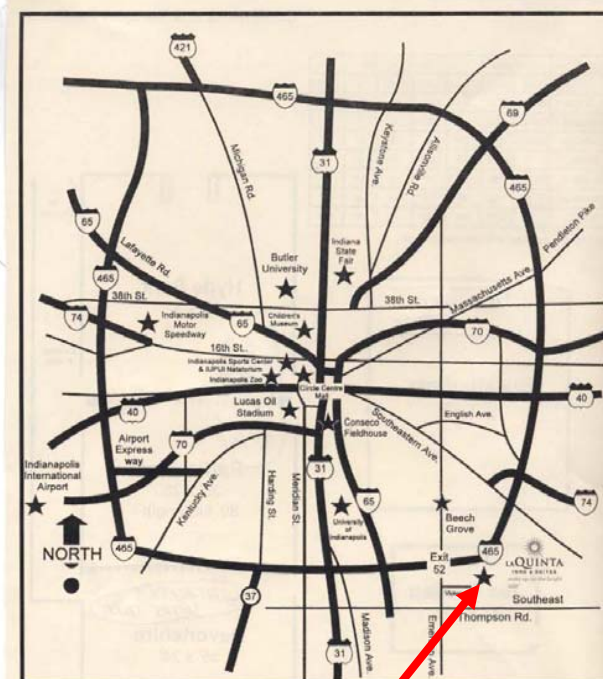 421
465
69
31
Keystone Ave.
Allisonville Rd
Michigan Rd.
465
65
Lafayette Rd.
465
Pendleton Pike
Massachusetts Ave.
Indiana
State
Fair
Butler
University
38th St.
38th St.
74
Indianapolis
Motor
Speedway
65
Children's
Museum
70
16th St..
Indianapolis Sports Center
& IUPUI Natatorium
Indianapolis Zoo
Circle Centre
Mall
40
40
Lucas Oil
Stadium
Conseco
Fieldhouse
Southeastern Ave.
English Ave.
70
Airport
Express
way
Indianapolis
International
Airport
Kentucky Ave.
Harding St.
Meridian St.
31
65
74
University
of
Indianapolis
Beech
Grove
NORTH
465
Exit
52
465
LAQUINTA
INNS & SUITES
Southeast
Thompson Rd.
37
31
Madison Ave.
Emerson Ave.